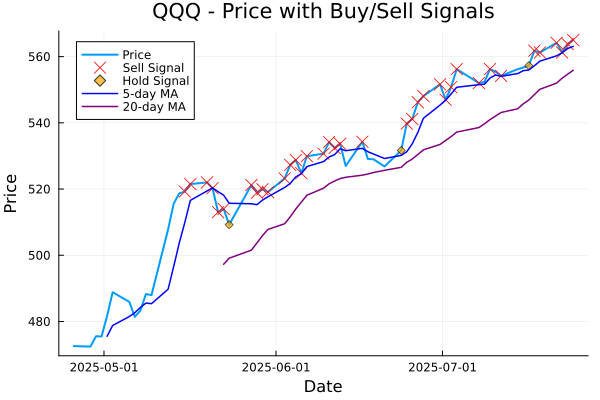 QQQ - Price with Buy/Sell Signals
Price
Sell Signal
Hold Signal
5-day MA
20-day MA
560
540
520
500
480
Price
2025-05-01
2025-06-01
2025-07-01
Date